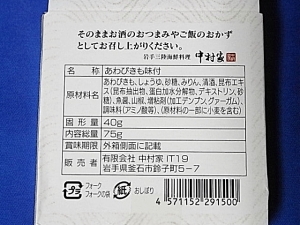 そのままお酒のおつまみやご飯のおかず
としてお召し上がりください。
岩手三陸海鮮料理 中村家
名称 あわびきも味付
原材料名 あわびきも、しょうゆ、砂糖、みりん、清酒、昆布エキス
(昆布抽出物、蛋白加水分解物、デキストリン、砂
糖)、魚醤、山椒、増粘剤(加工デンプン、グァーガム)、
調味料(アミノ酸等)、(原材料の一部に小麦を含む)
固形量 40g
内容総量 75g
賞味期限 外箱側面に記載
販売者 有限会社 中村家 IT19
岩手県釜石市鈴子町5-7
プラ
フォーク
フォークの袋
紙
おしぼり
4571152291500